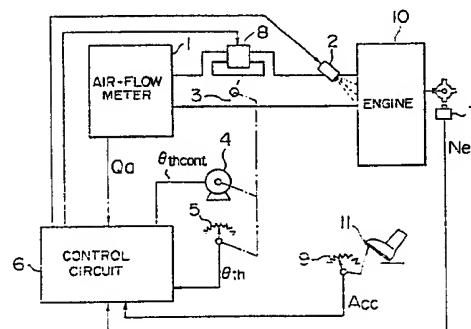 8
1
2
10
AIR-FLOW
METER
3
ENGINE
4
θthcont
Qa
Ne
5
11
6
CONTROL
CIRCUIT
9
θth
Acc